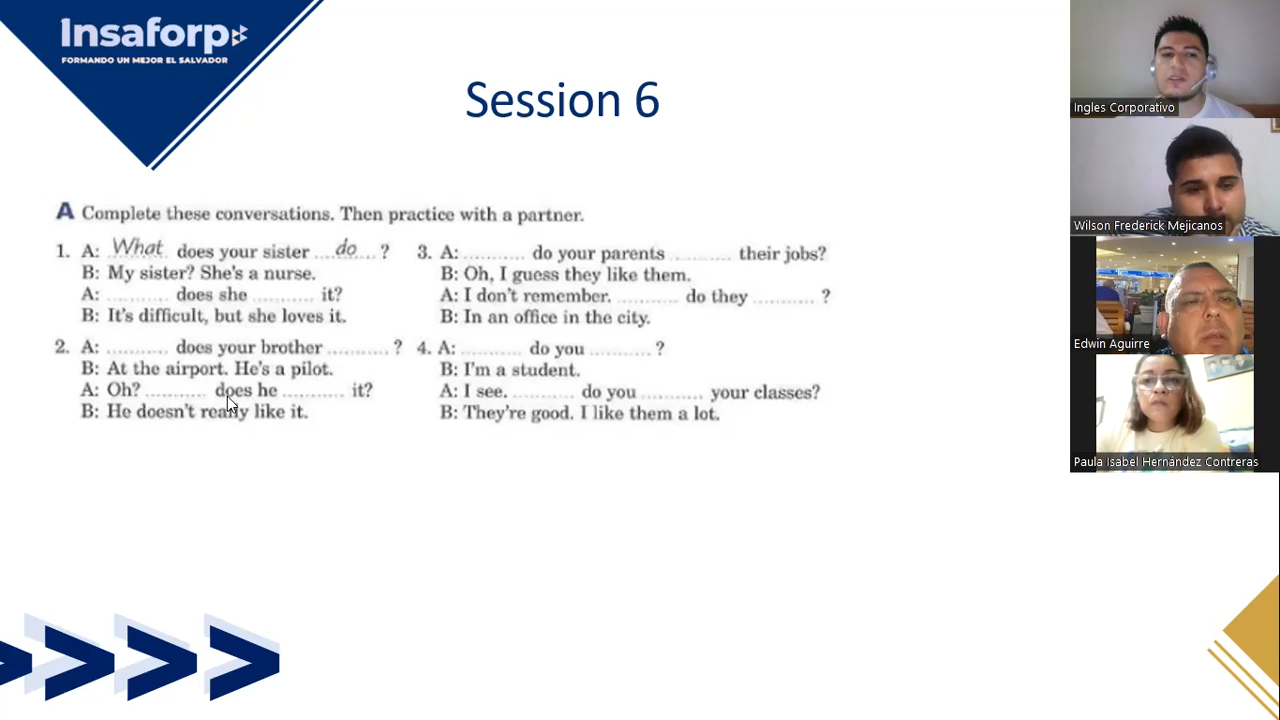 Insaforp
FORMANDO UN MEJOR EL SALVADOR
Session 6
A Complete these conversations. Then practice with a partner.
1. A: What does your sister do ?
B: My sister? She's a nurse.
A: .......... does she .......... it?
B: It's difficult, but she loves it.
2. A: .......... does your brother .......... ?
B: At the airport. He's a pilot.
A: Oh? .......... does he .......... it?
B: He doesn't really like it.
3. A: .......... do your parents .......... their jobs?
B: Oh, I guess they like them.
A: I don't remember. .......... do they .......... ?
B: In an office in the city.
4. A: .......... do you .......... ?
B: I'm a student.
A: I see. .......... do you .......... your classes?
B: They're good. I like them a lot.
Ingles Corporativo
Wilson Frederick Mejicanos
Edwin Aguirre
Paula Isabel Hernández Contreras